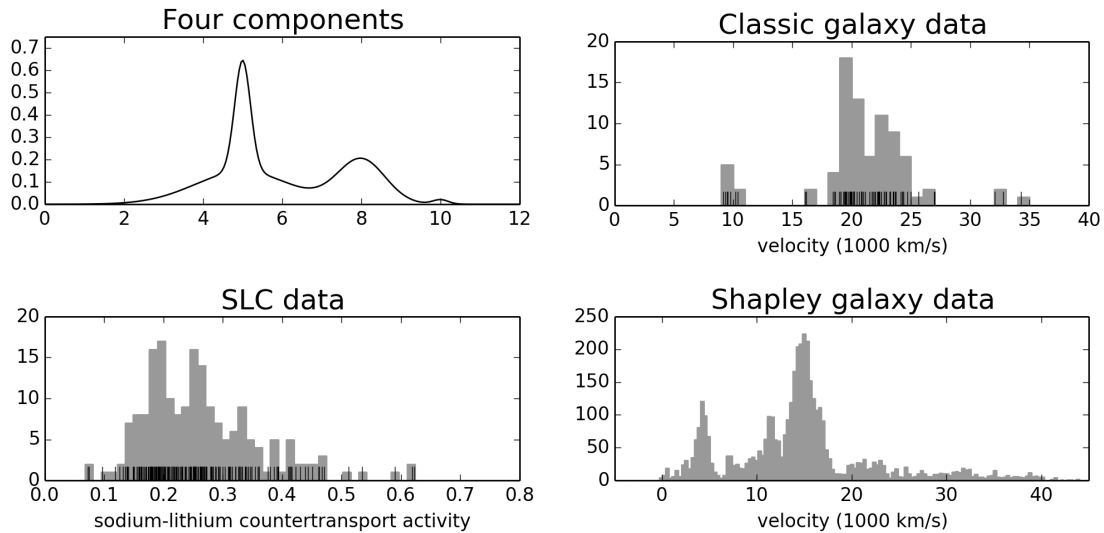 Four components
0.7
0.6
0.5
0.4
0.3
0.2
0.1
0.0
0 2 4 6 8 10 12
Classic galaxy data
20
15
10
5
0
0 5 10 15 20 25 30 35 40
velocity (1000 km/s)
SLC data
20
15
10
5
0
0.0 0.1 0.2 0.3 0.4 0.5 0.6 0.7 0.8
sodium-lithium countertransport activity
Shapley galaxy data
250
200
150
100
50
0
0 10 20 30 40
velocity (1000 km/s)